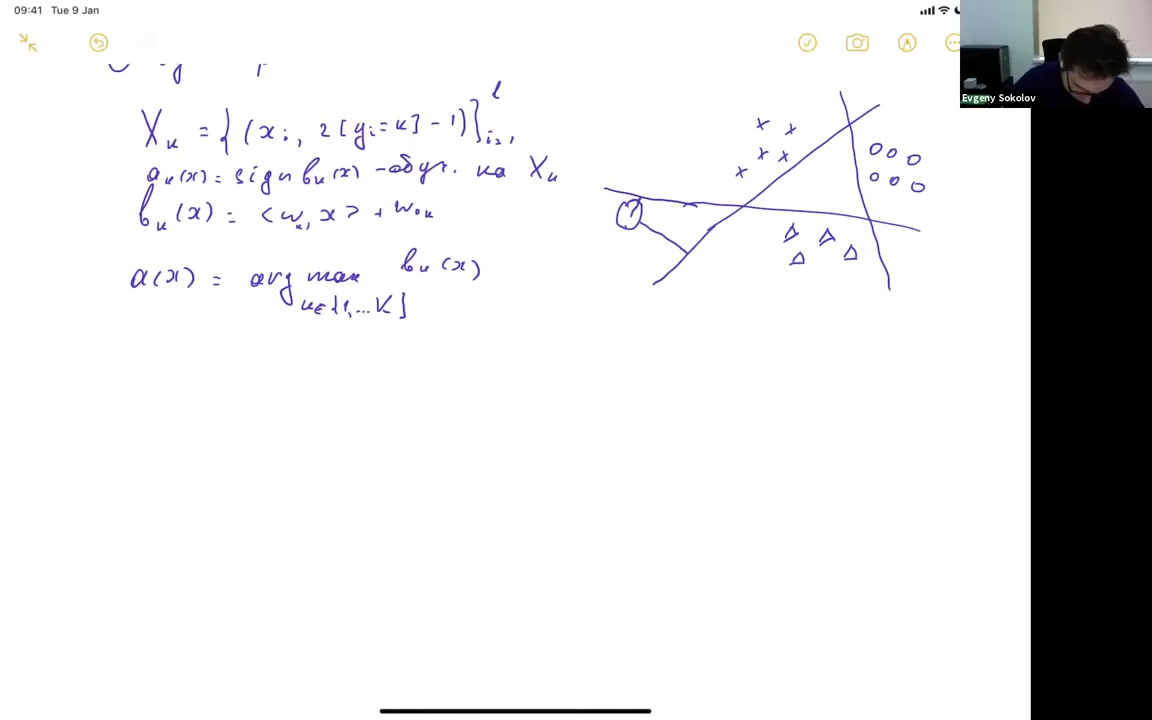 09:41 Tue 9 Jan
Evgeny Sokolov
X_k = { (x_i, 2[y_i = k] - 1) }_{i=1}^l
a_k(x) = sign b_k(x) - обуч. на X_k
b_k(x) = <w_k, x> + w_{0k}
a(x) = arg max b_k(x)
k∈{1,...K}
?